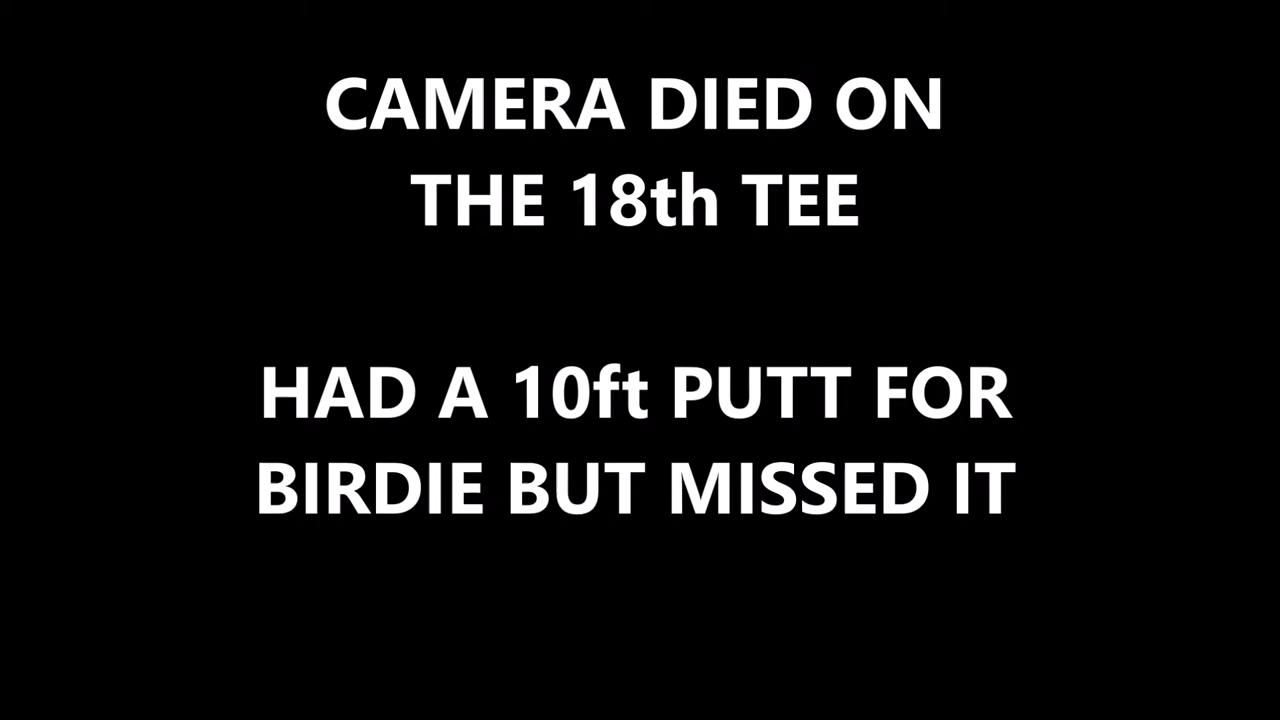 CAMERA DIED ON
THE 18th TEE
HAD A 10ft PUTT FOR
BIRDIE BUT MISSED IT